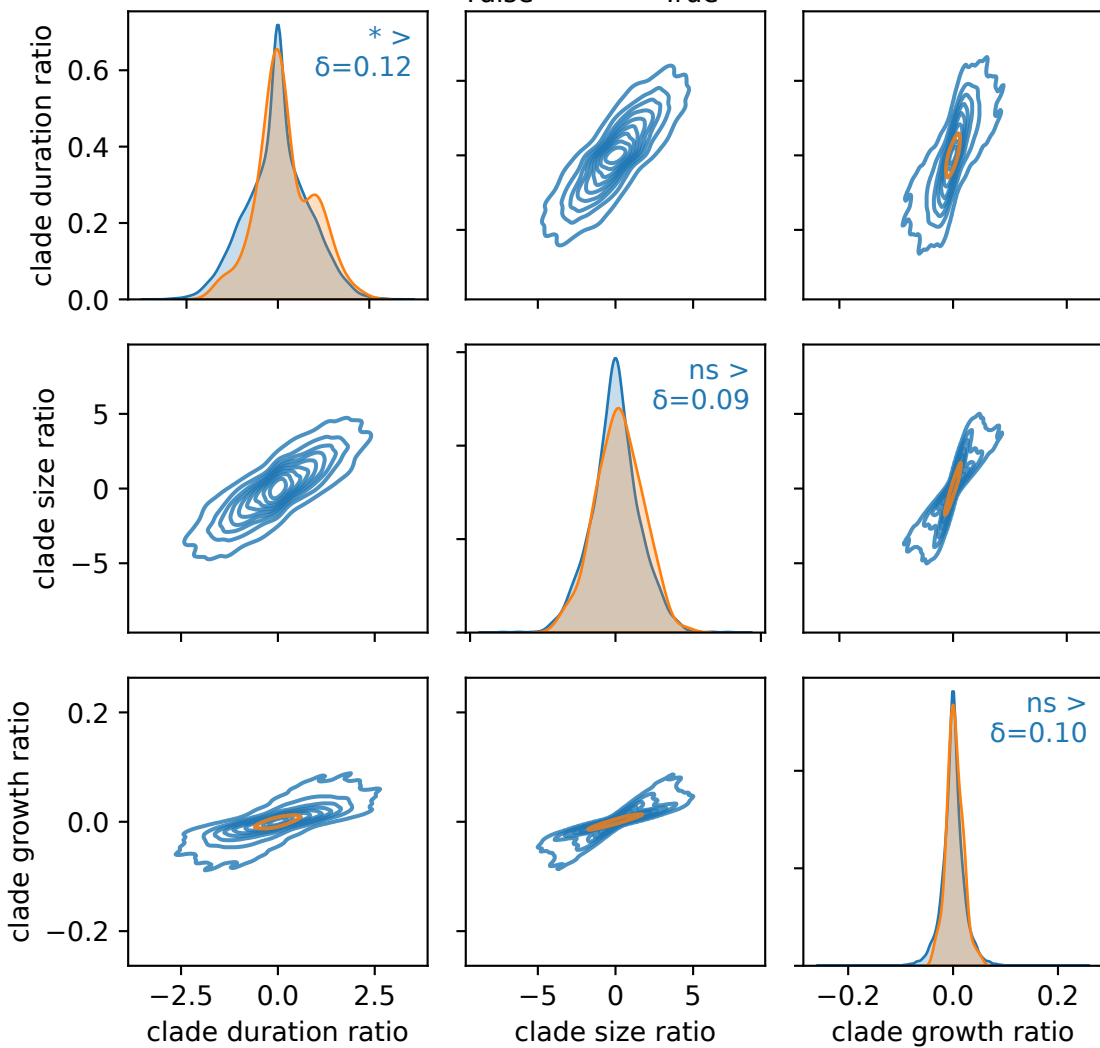 * >
δ=0.12
clade duration ratio
0.6
0.4
0.2
0.0
ns >
δ=0.09
clade size ratio
5
0
−5
ns >
δ=0.10
clade growth ratio
0.2
0.0
−0.2
−2.5 0.0 2.5
−5 0 5
−0.2 0.0 0.2
clade duration ratio
clade size ratio
clade growth ratio